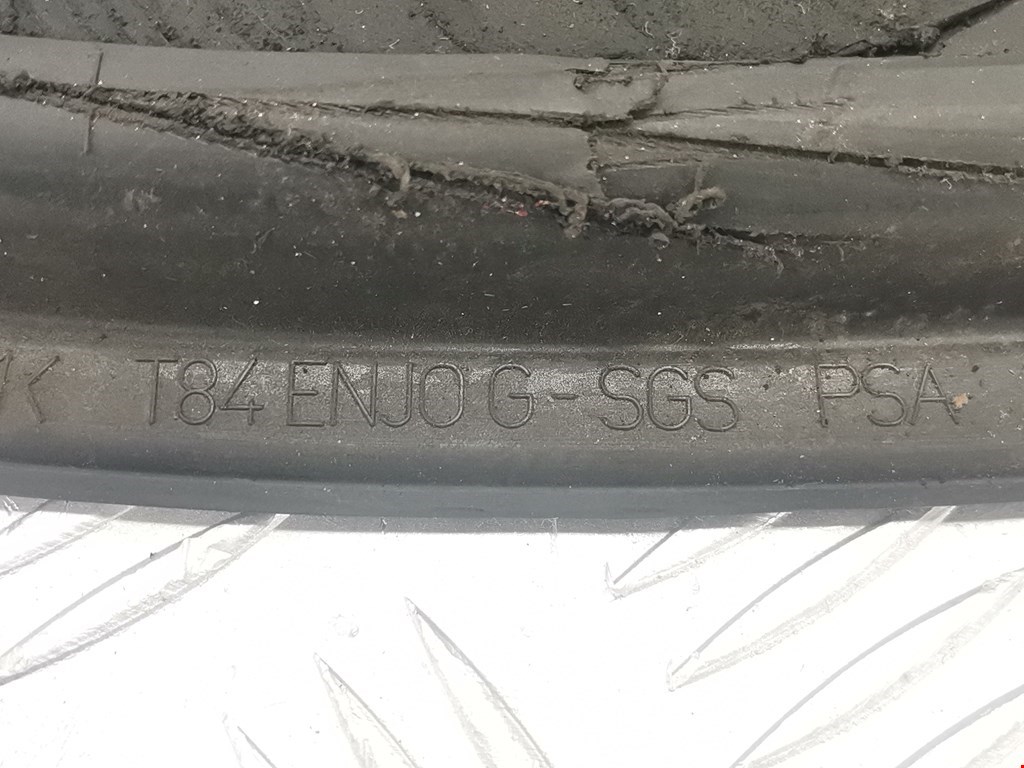 T84 ENJO G - SGS PSA